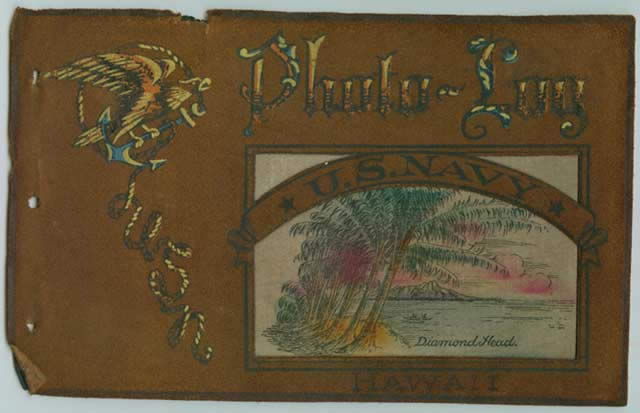 Photo-Log
USN
U.S. NAVY
Diamond Head.
HAWAII